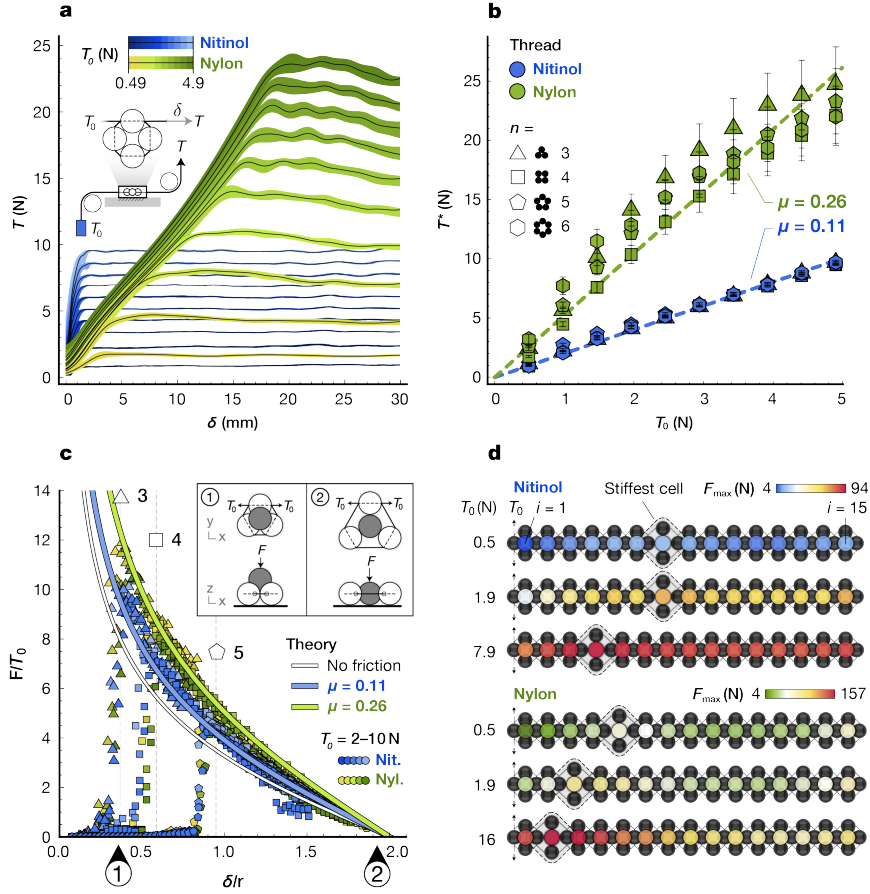 a
T₀ (N)
Nitinol
Nylon
0.49 4.9
T₀ δ T
T
T₀
25
20
15
10
5
0
T (N)
0 5 10 15 20 25 30
δ (mm)
b
Thread
Nitinol
Nylon
n =
3
4
5
6
μ = 0.26
μ = 0.11
25
20
15
10
5
0
T* (N)
0 1 2 3 4 5
T₀ (N)
c
14
12
10
8
6
4
2
0
F/T₀
3
4
5
1
T₀ T₀
y
x
F
z
x
2
T₀ T₀
F
Theory
No friction
μ = 0.11
μ = 0.26
T₀ = 2–10 N
Nit.
Nyl.
0.0 0.5 1.0 1.5 2.0
1 2
δ/r
d
Nitinol
Stiffest cell
Fmax (N) 4 94
T₀ (N) T₀ i = 1 i = 15
0.5
1.9
7.9
Nylon
Fmax (N) 4 157
0.5
1.9
16